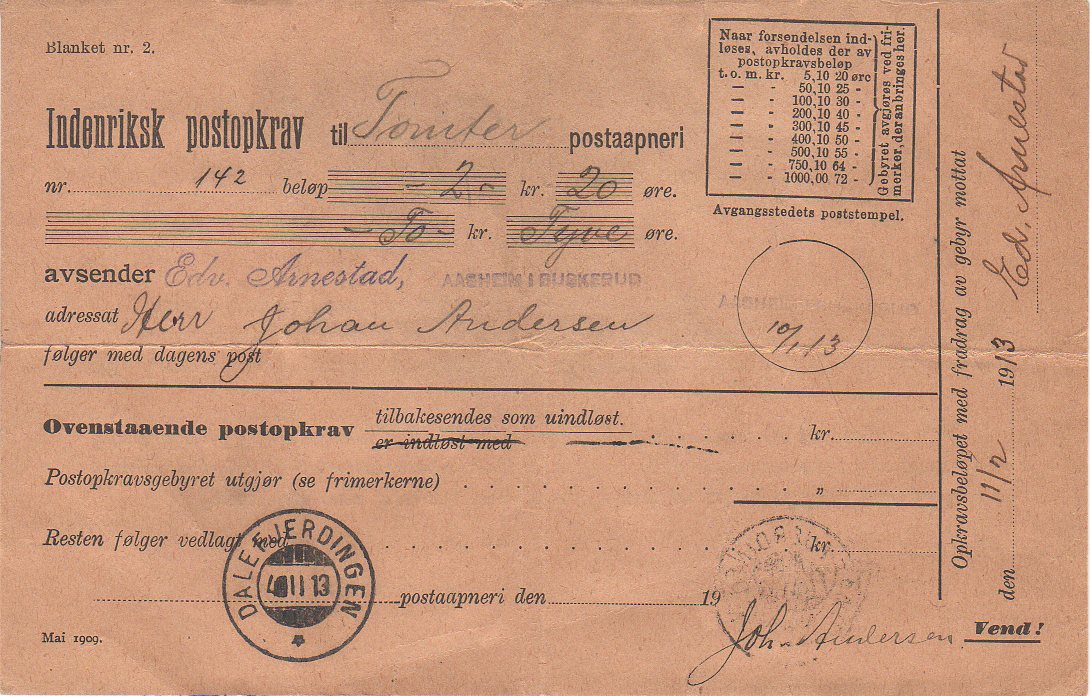 Blanket nr. 2.
Indenriksk postopkrav til Tomter postaapneri
nr. 142 beløp - 2,- kr. 20 øre.
- To - kr. Tyve øre.
avsender Edv. Arnestad, AASHEIM I BUSKERUD
adressat Herr Johan Andersen
følger med dagens post
Naar forsendelsen ind-
løses, avholdes der av
postopkravsbeløp
t. o. m. kr. 5,10 20 øre
— - 50,10 25 -
— - 100,10 30 -
— - 200,10 40 -
— - 300,10 45 -
— - 400,10 50 -
— - 500,10 55 -
— - 750,10 64 -
— - 1000,00 72 -
Gebyret avgjøres ved fri-
merker, der anbringes her.
Avgangsstedets poststempel.
10/1 13
Ovenstaaende postopkrav tilbakesendes som uindløst.
er indløst med kr.
Postopkravsgebyret utgjør (se frimerkerne) „
Resten følger vedlagt med kr.
DALEFJERDINGEN
4 II 13
postaapneri den 19
Joh. Andersen
Mai 1909.
Vend!
Opkravsbeløpet med fradrag av gebyr mottat
den 11/2 1913 Ed. Arnestad